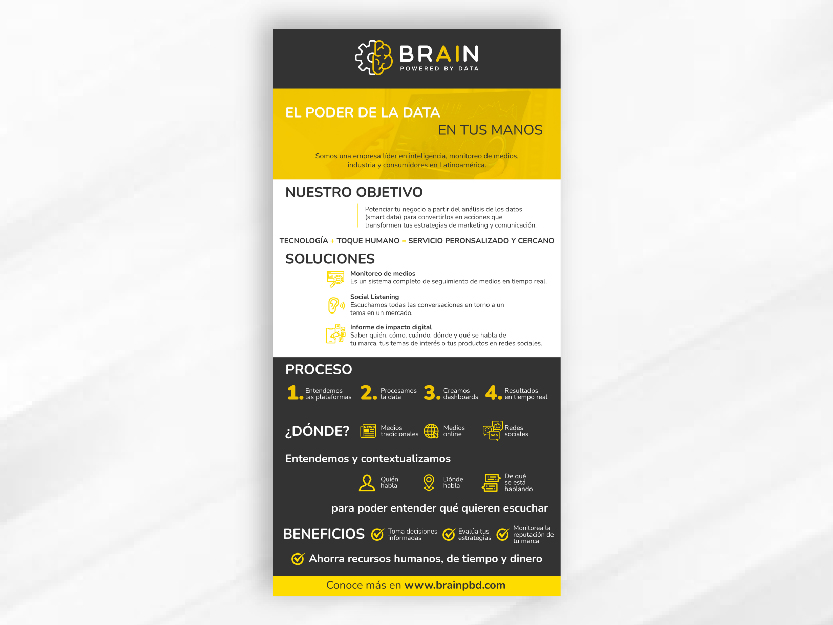 BRAIN
POWERED BY DATA
EL PODER DE LA DATA
EN TUS MANOS
Somos una empresa líder en inteligencia, monitoreo de medios,
industria y consumidores en Latinoamérica.
NUESTRO OBJETIVO
Potenciar tu negocio a partir del análisis de los datos
(smart data) para convertirlos en acciones que
transformen tus estrategias de marketing y comunicación
TECNOLOGÍA + TOQUE HUMANO = SERVICIO PERONSALIZADO Y CERCANO
SOLUCIONES
Monitoreo de medios
Es un sistema completo de seguimiento de medios en tiempo real.
Social Listening
Escuchamos todas las conversaciones en torno a un
tema en un mercado.
Informe de impacto digital
Saber quién, cómo, cuándo, dónde y qué se habla de
tu marca, tus temas de interés o tus productos en redes sociales.
PROCESO
1. Entendemos
las plataformas
2. Procesamos
la data
3. Creamos
dashboards
4. Resultados
en tiempo real
¿DÓNDE?
Medios
tradicionales
Medios
online
Redes
sociales
Entendemos y contextualizamos
Quién
habla
Dónde
habla
De qué
se está
hablando
para poder entender qué quieren escuchar
BENEFICIOS
Toma decisiones
informadas
Evalúa tus
estrategias
Monitorea la
reputación de
tu marca
Ahorra recursos humanos, de tiempo y dinero
Conoce más en www.brainpbd.com